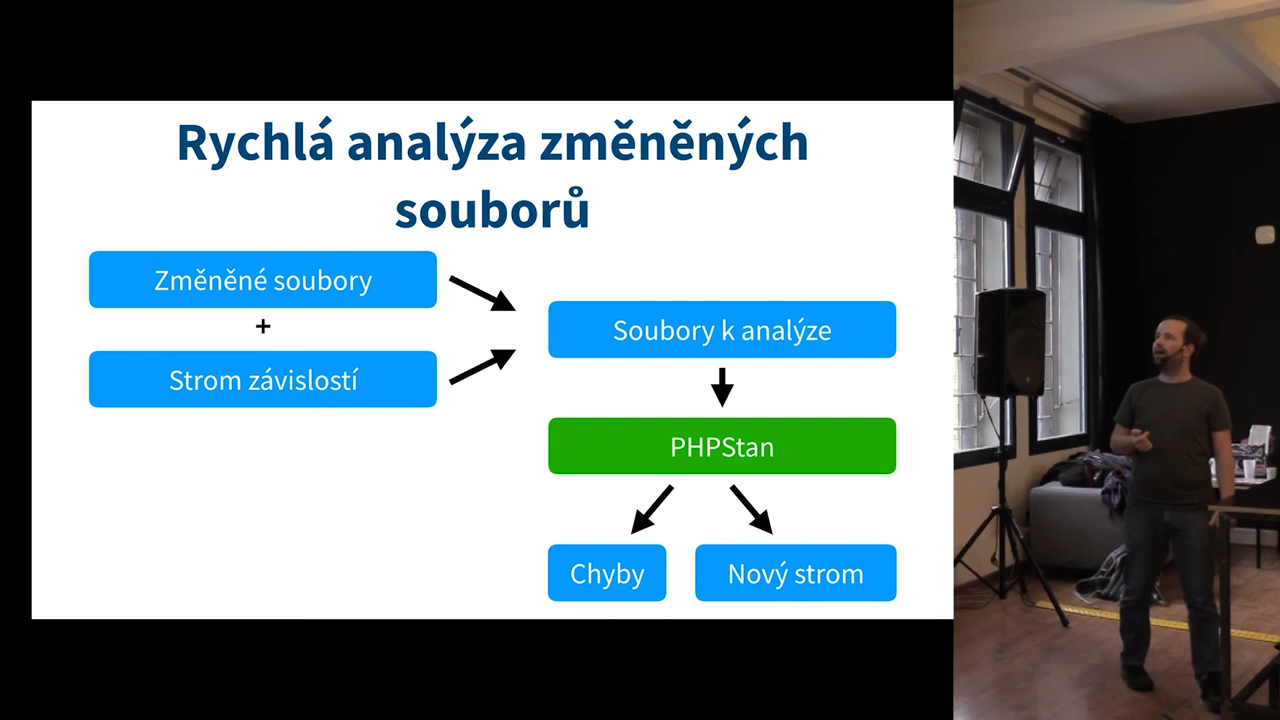 Rychlá analýza změněných
souborů
Změněné soubory
+
Strom závislostí
Soubory k analýze
PHPStan
Chyby
Nový strom